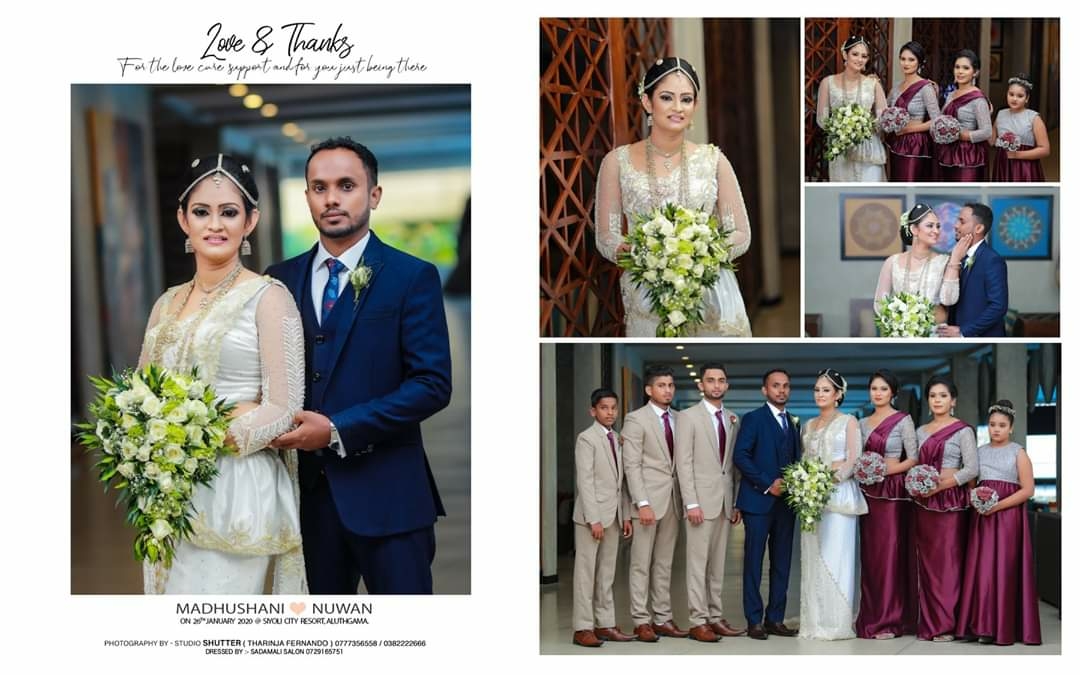 Love & Thanks
For the love care support and for you just being there
MADHUSHANI NUWAN
ON 26TH JANUARY 2020 @ SIYOLI CITY RESORT, ALUTHGAMA.
PHOTOGRAPHY BY - STUDIO SHUTTER ( THARINJA FERNANDO ) 0777356558 / 0382222666
DRESSED BY :- SADAMALI SALON 0729165751